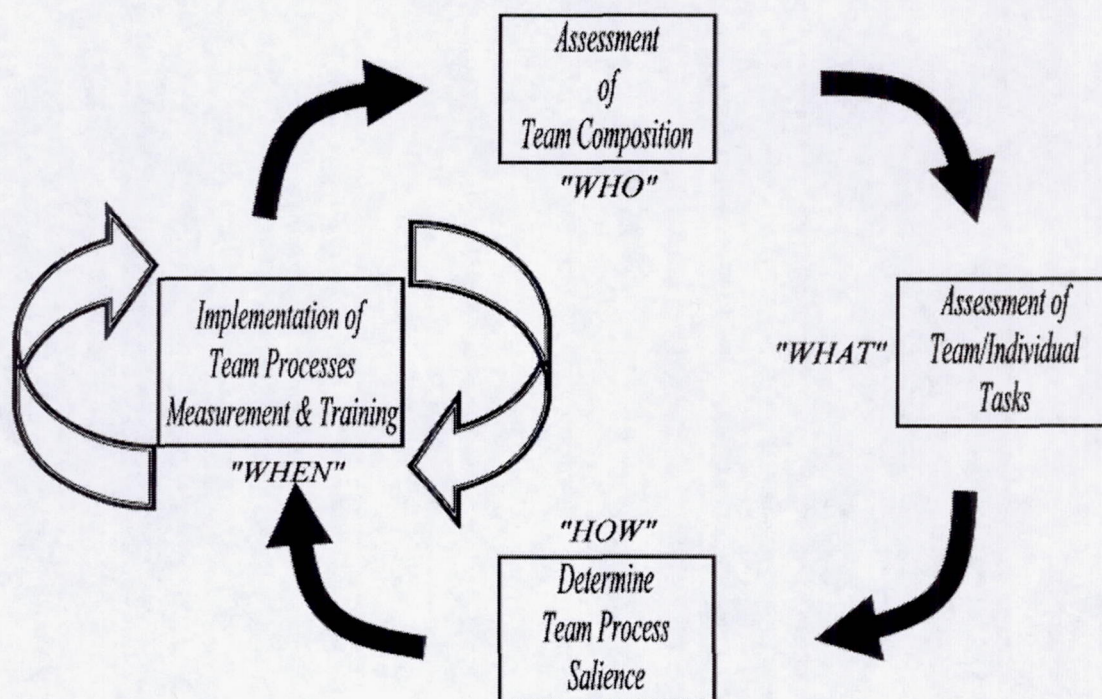 Assessment
of
Team Composition
"WHO"
Implementation of
Team Processes
Measurement & Training
"WHEN"
"WHAT"
Assessment of
Team/Individual
Tasks
"HOW"
Determine
Team Process
Salience